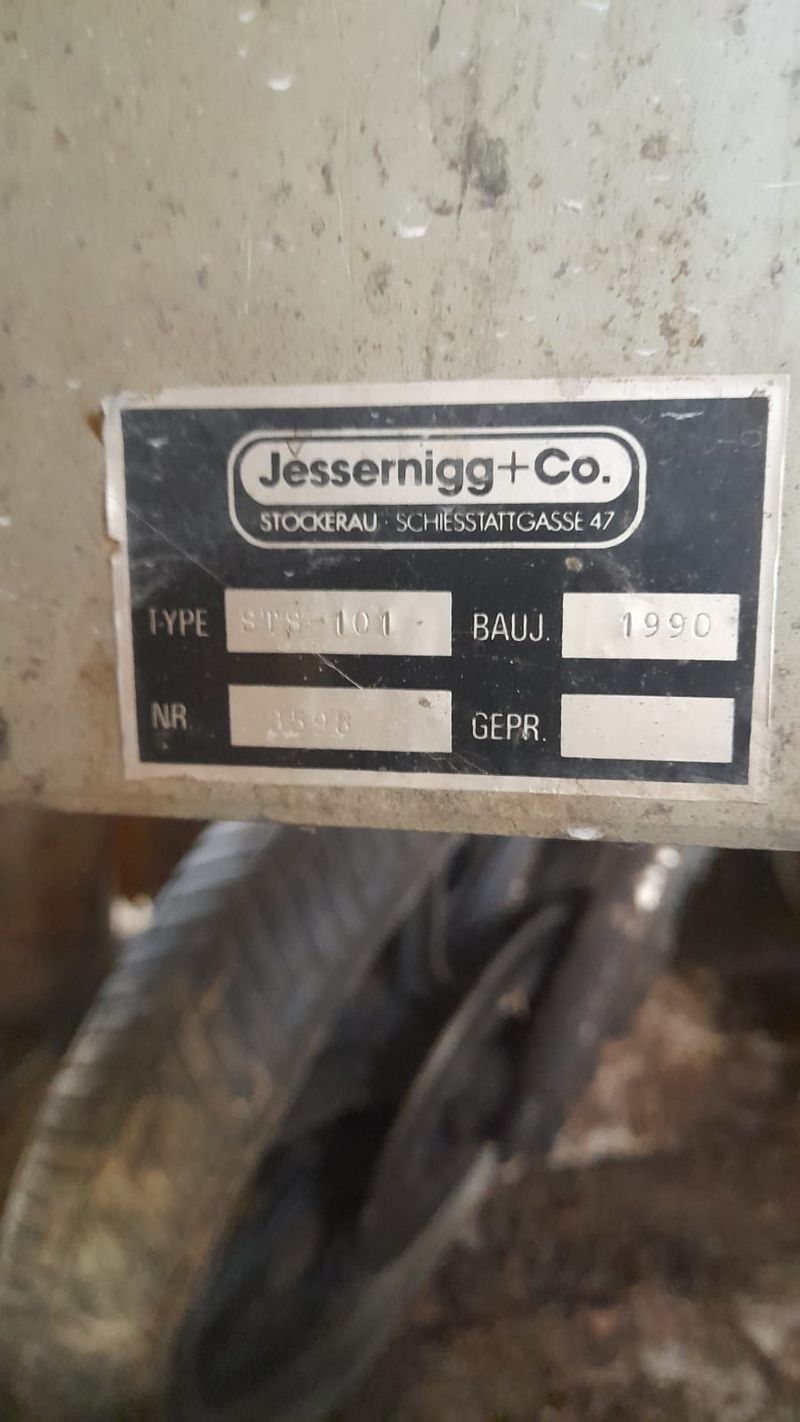 Jessernigg+Co.
STOCKERAU · SCHIESSTATTGASSE 47
TYPE STS-101 BAUJ. 1990
NR. GEPR.